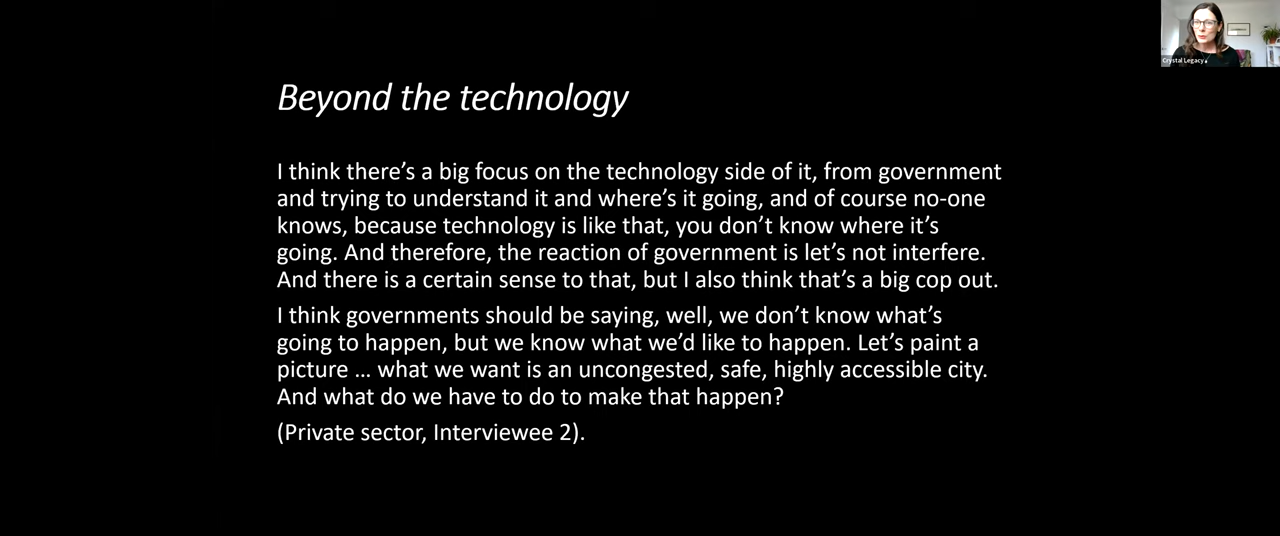 Crystal Legacy
Beyond the technology
I think there's a big focus on the technology side of it, from government
and trying to understand it and where's it going, and of course no-one
knows, because technology is like that, you don't know where it's
going. And therefore, the reaction of government is let's not interfere.
And there is a certain sense to that, but I also think that's a big cop out.
I think governments should be saying, well, we don't know what's
going to happen, but we know what we'd like to happen. Let's paint a
picture … what we want is an uncongested, safe, highly accessible city.
And what do we have to do to make that happen?
(Private sector, Interviewee 2).